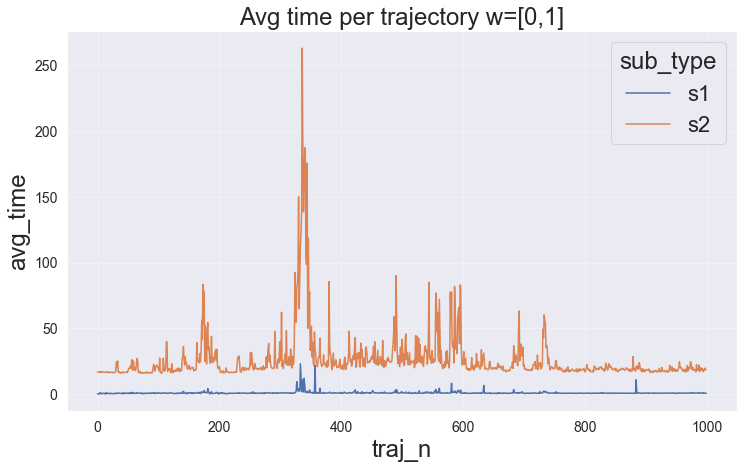 Avg time per trajectory w=[0,1]
sub_type
s1
s2
avg_time
250
200
150
100
50
0
0 200 400 600 800 1000
traj_n